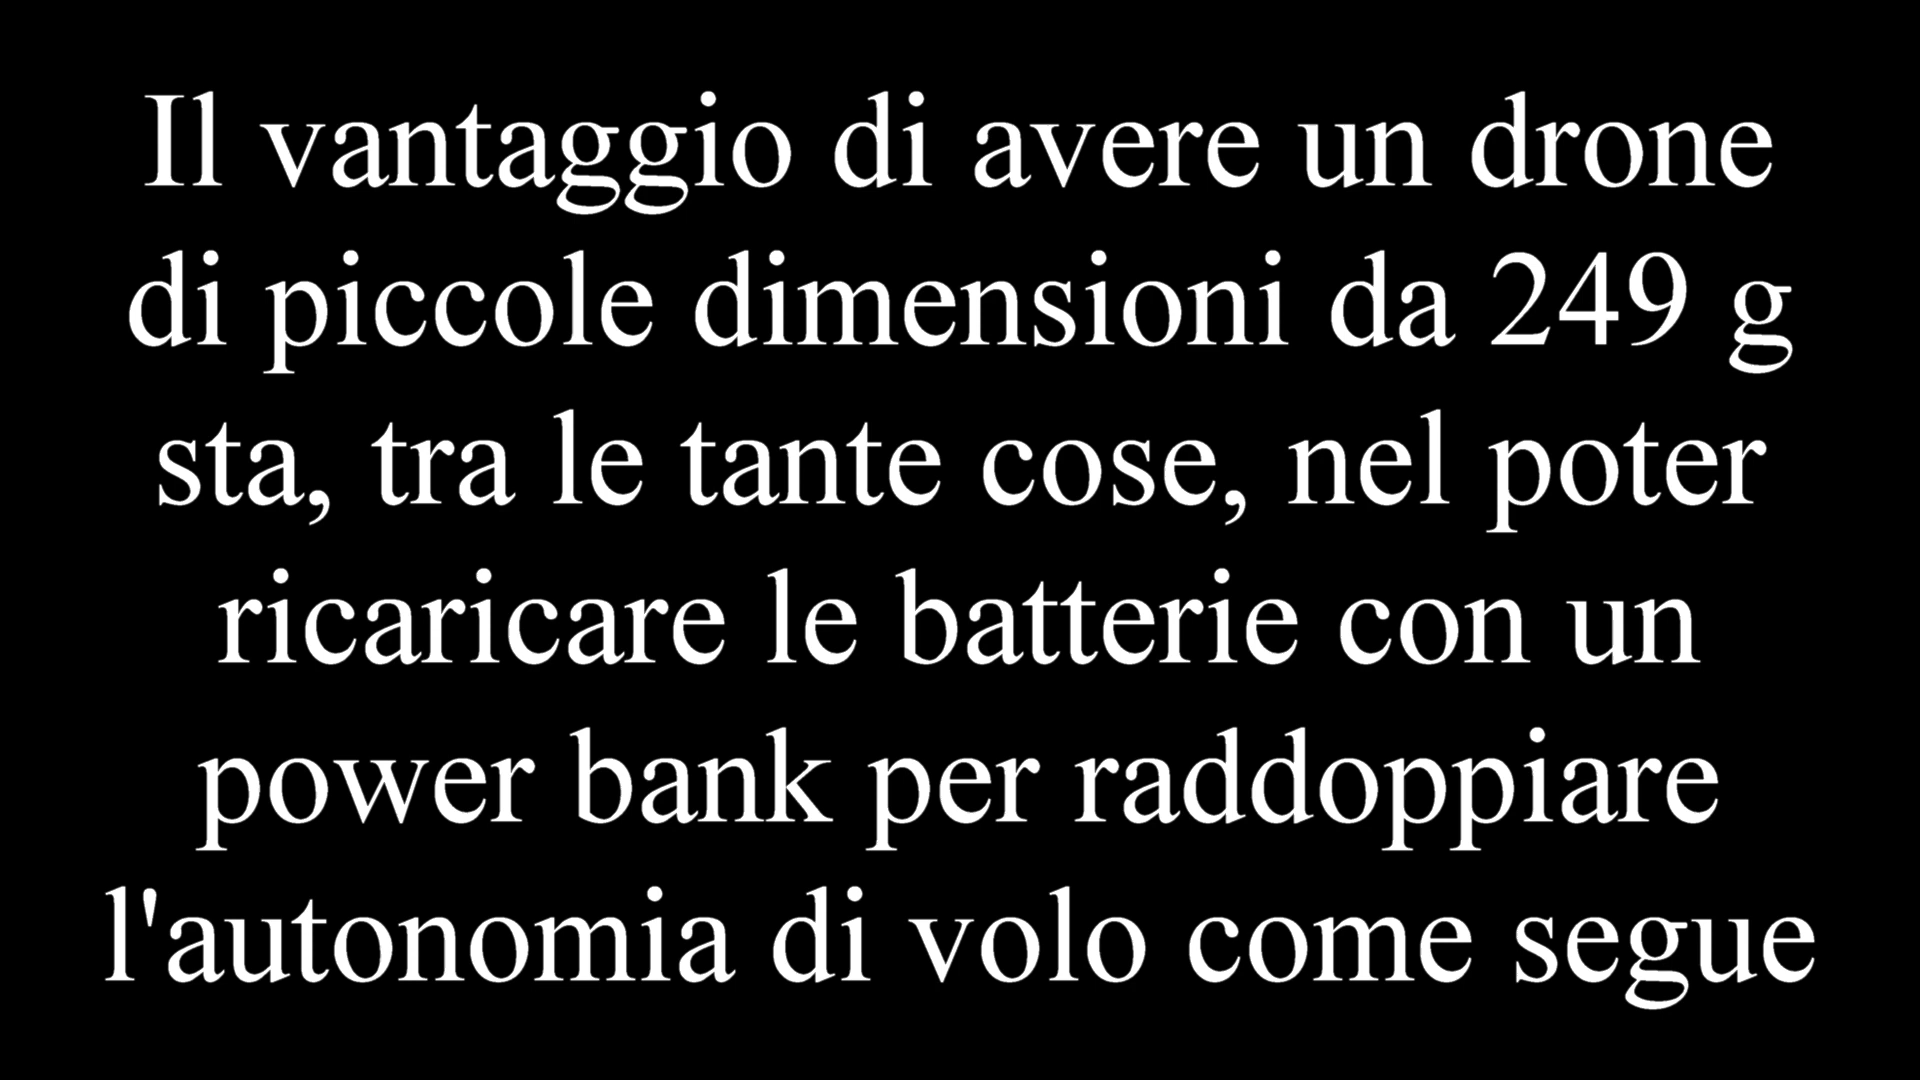 Il vantaggio di avere un drone
di piccole dimensioni da 249 g
sta, tra le tante cose, nel poter
ricaricare le batterie con un
power bank per raddoppiare
l'autonomia di volo come segue